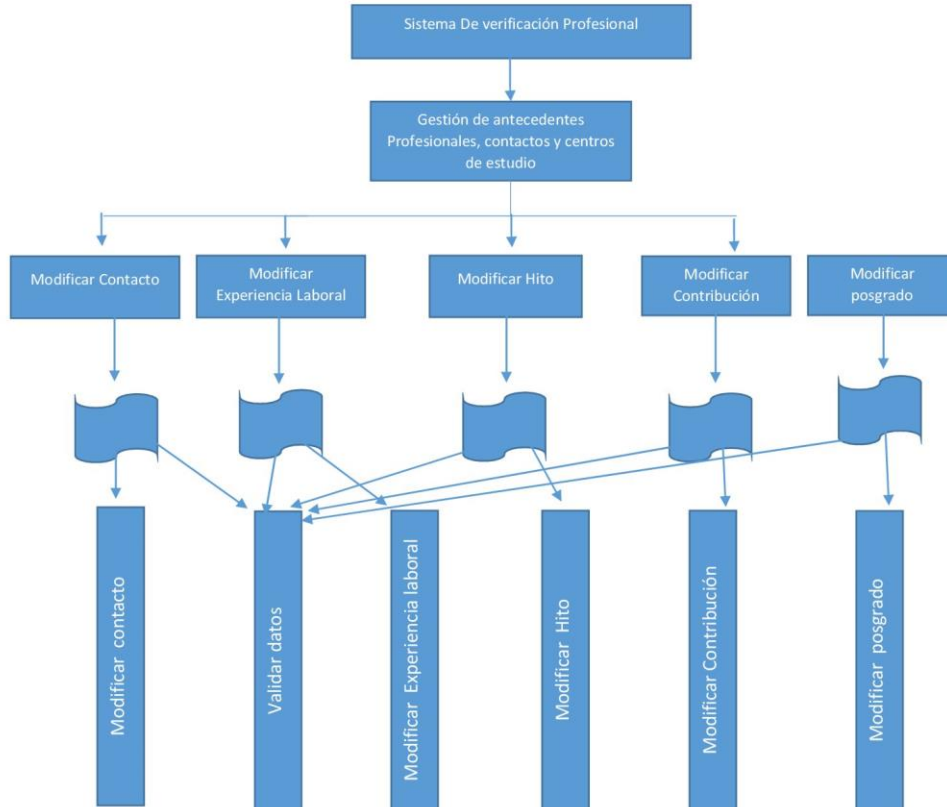 Sistema De verificación Profesional
Gestión de antecedentes
Profesionales, contactos y centros
de estudio
Modificar Contacto
Modificar
Experiencia Laboral
Modificar Hito
Modificar
Contribución
Modificar
posgrado
Modificar contacto
Validar datos
Modificar Experiencia laboral
Modificar Hito
Modificar Contribución
Modificar posgrado